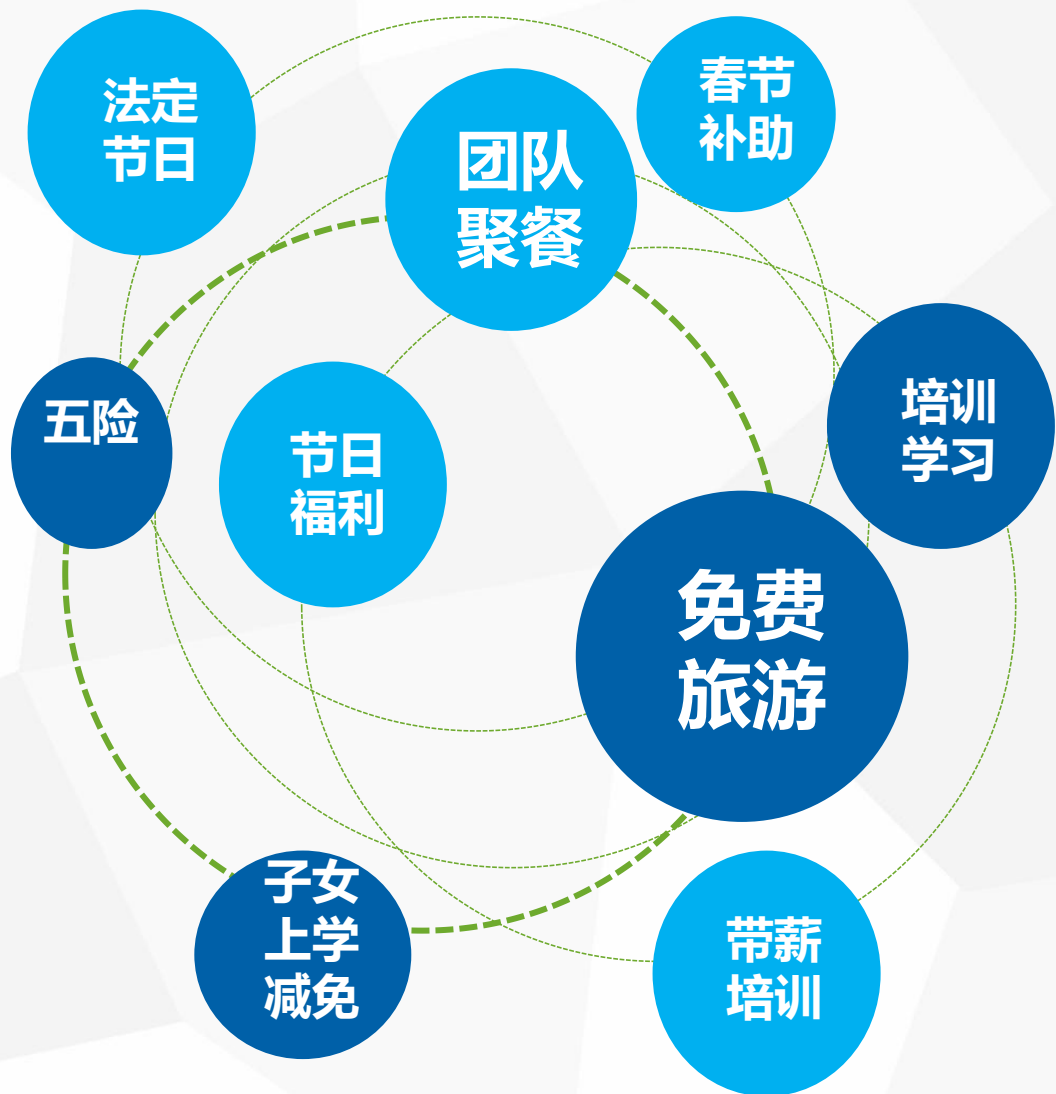 法定
节日
团队
聚餐
春节
补助
五险
节日
福利
培训
学习
免费
旅游
子女
上学
减免
带薪
培训